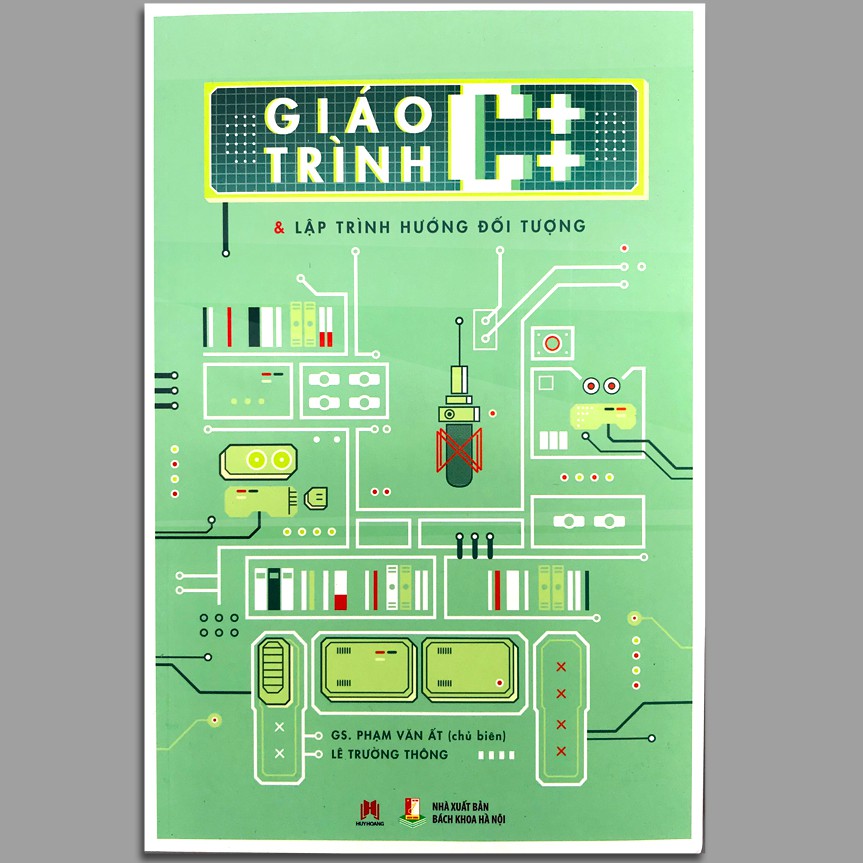 GIÁO
TRÌNH C++
& LẬP TRÌNH HƯỚNG ĐỐI TƯỢNG
GS. PHẠM VĂN ẤT (chủ biên)
LÊ TRƯỜNG THÔNG
HUYHOANG
NHÀ XUẤT BẢN
BÁCH KHOA HÀ NỘI